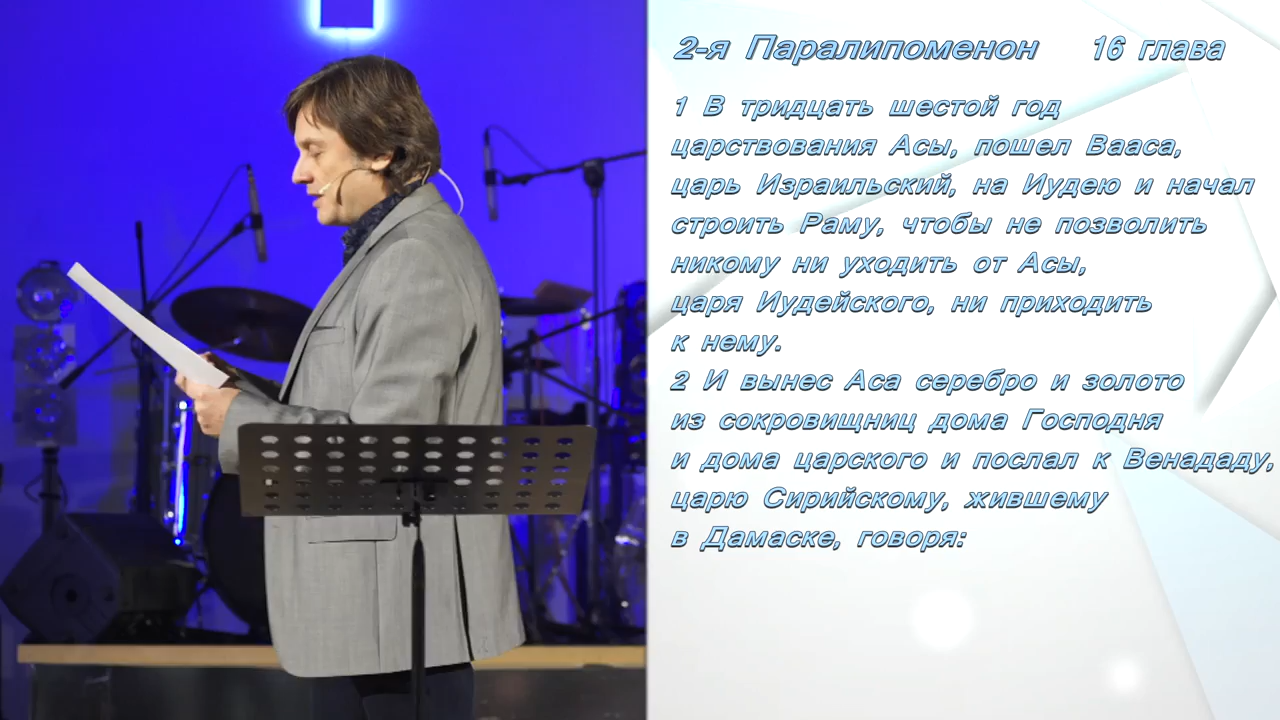 2-я Паралипоменон 16 глава
1 В тридцать шестой год
царствования Асы, пошел Вааса,
царь Израильский, на Иудею и начал
строить Раму, чтобы не позволить
никому ни уходить от Асы,
царя Иудейского, ни приходить
к нему.
2 И вынес Аса серебро и золото
из сокровищниц дома Господня
и дома царского и послал к Венададу,
царю Сирийскому, жившему
в Дамаске, говоря: